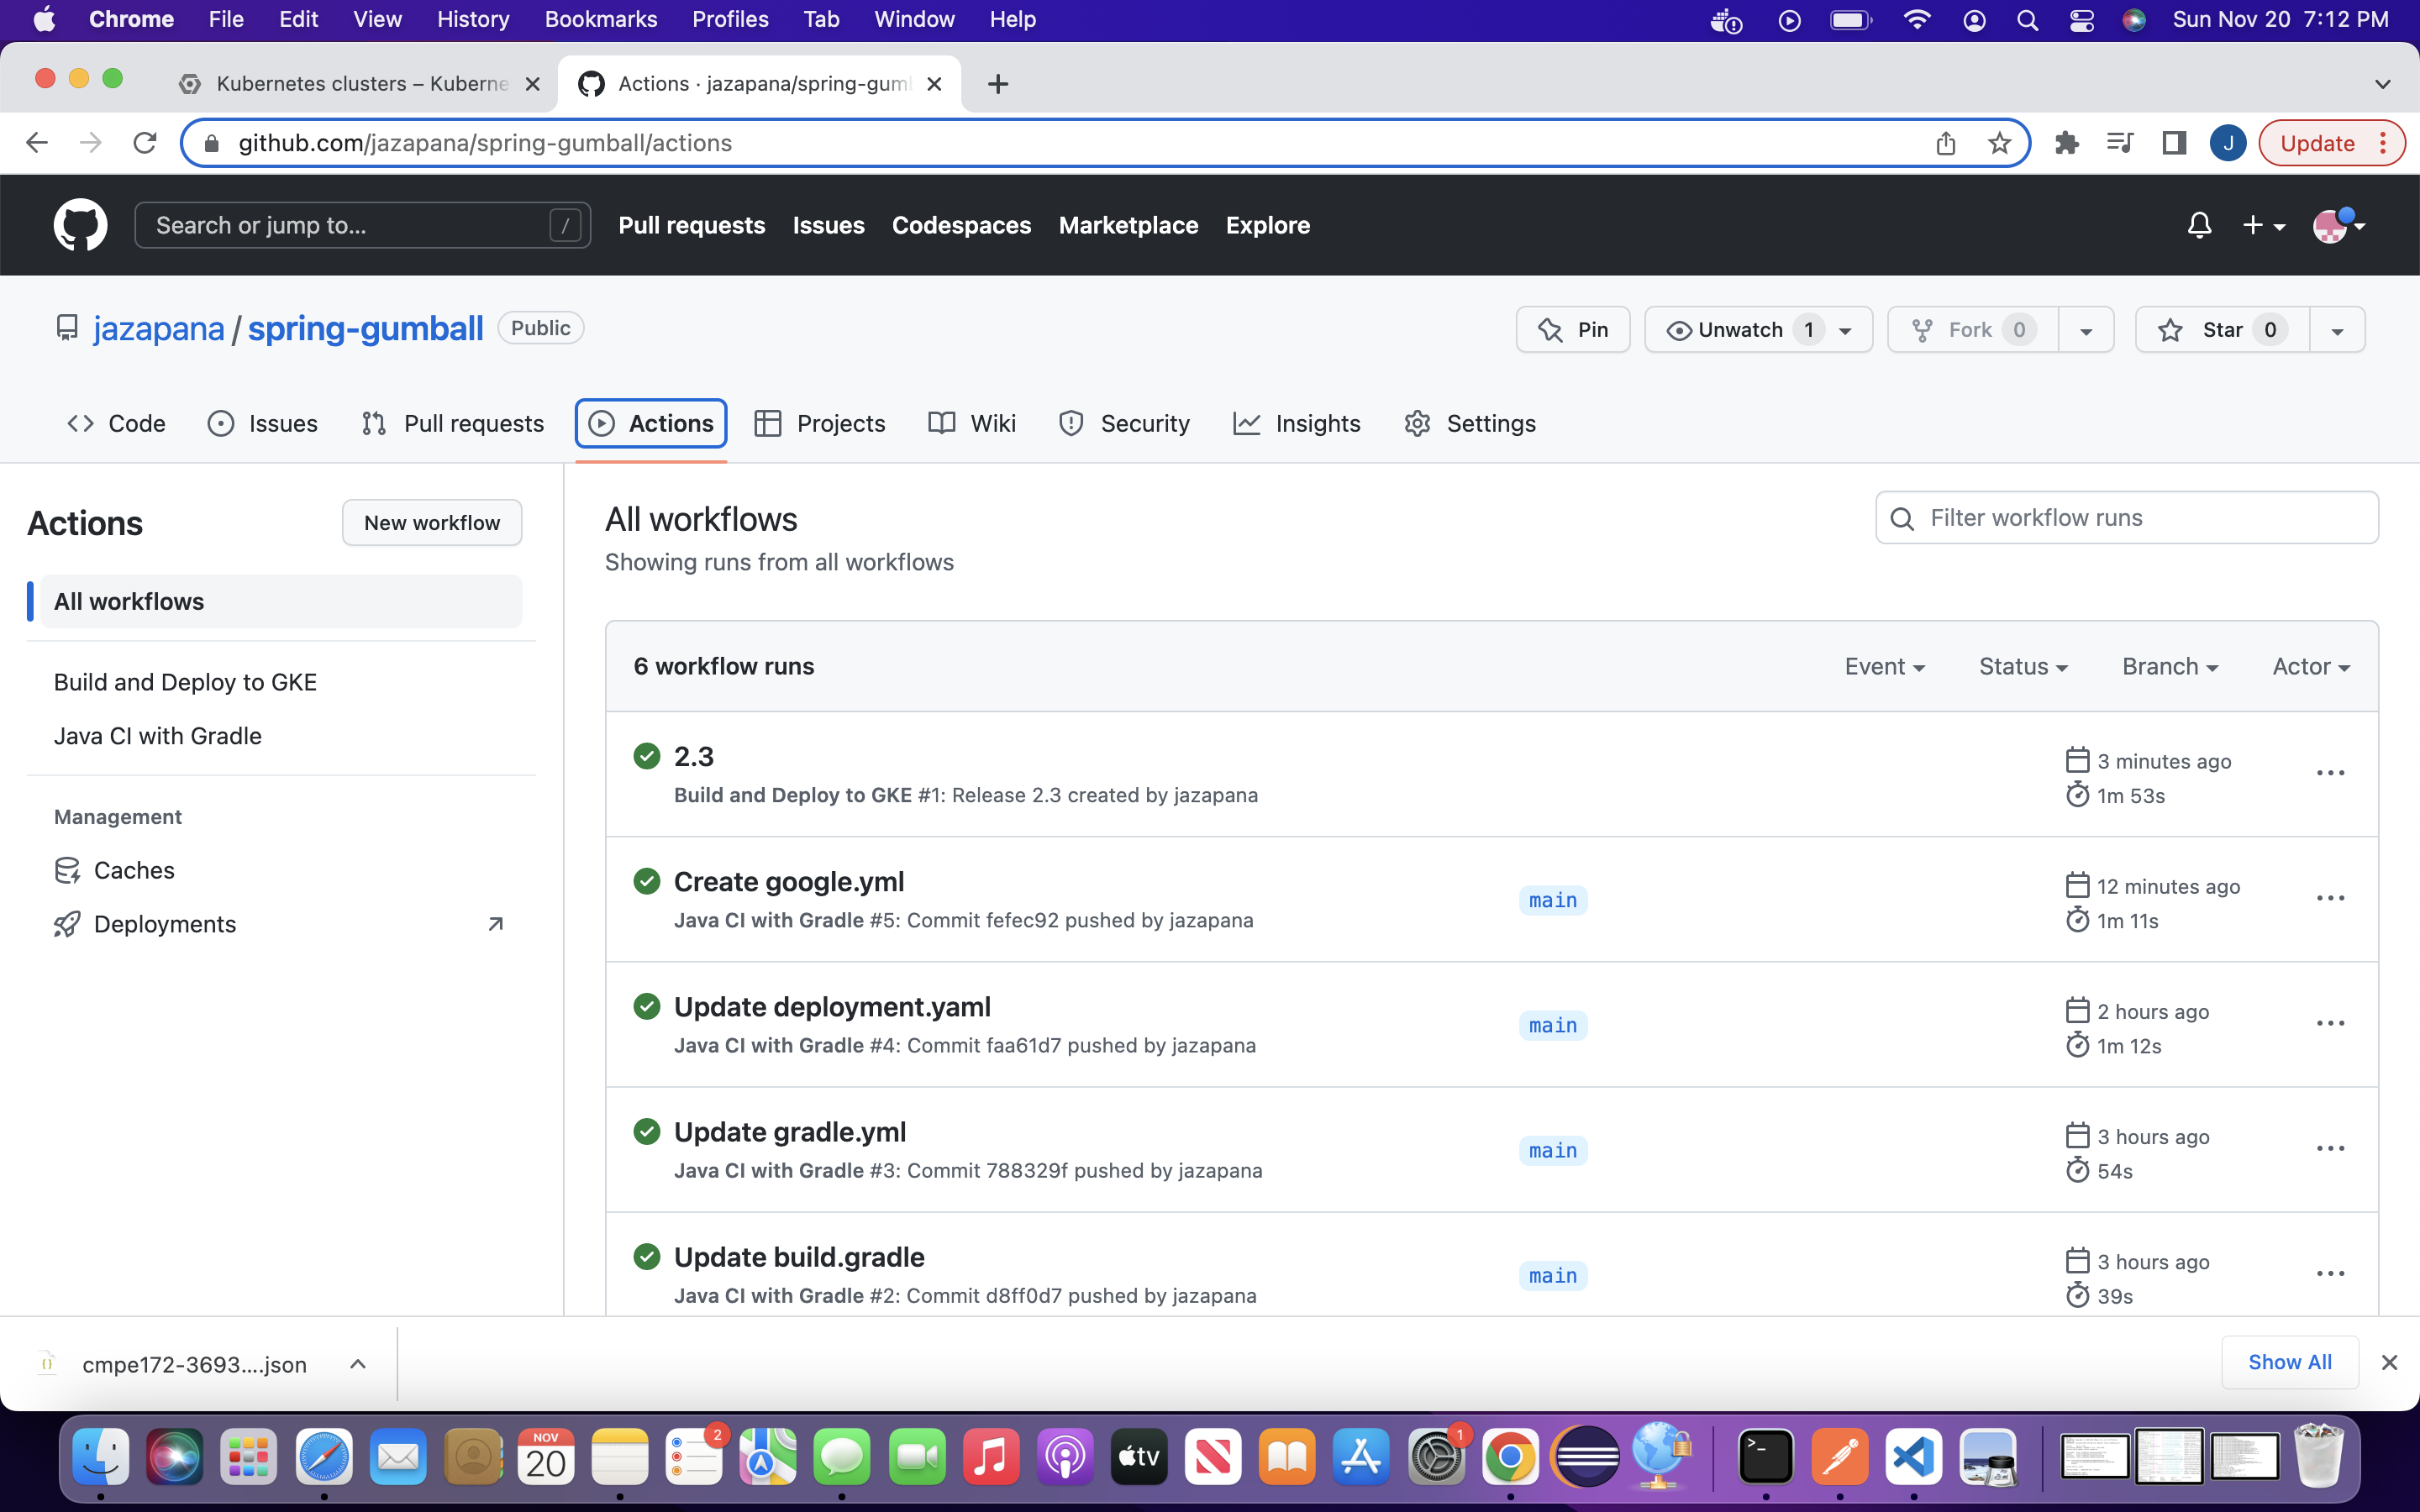 Chrome File Edit View History Bookmarks Profiles Tab Window Help Sun Nov 20 7:12 PM
Kubernetes clusters – Kuberne
Actions · jazapana/spring-gum
github.com/jazapana/spring-gumball/actions
J
Update
Search or jump to...
/
Pull requests Issues Codespaces Marketplace Explore
jazapana / spring-gumball Public
Pin
Unwatch 1
Fork 0
Star 0
Code Issues Pull requests Actions Projects Wiki Security Insights Settings
Actions
New workflow
All workflows
Build and Deploy to GKE
Java CI with Gradle
Management
Caches
Deployments
All workflows
Showing runs from all workflows
Filter workflow runs
6 workflow runs
Event Status Branch Actor
2.3
Build and Deploy to GKE #1: Release 2.3 created by jazapana
3 minutes ago
1m 53s
Create google.yml
Java CI with Gradle #5: Commit fefec92 pushed by jazapana
main
12 minutes ago
1m 11s
Update deployment.yaml
Java CI with Gradle #4: Commit faa61d7 pushed by jazapana
main
2 hours ago
1m 12s
Update gradle.yml
Java CI with Gradle #3: Commit 788329f pushed by jazapana
main
3 hours ago
54s
Update build.gradle
Java CI with Gradle #2: Commit d8ff0d7 pushed by jazapana
main
3 hours ago
39s
cmpe172-3693....json
Show All
NOV
20
2
tv
1